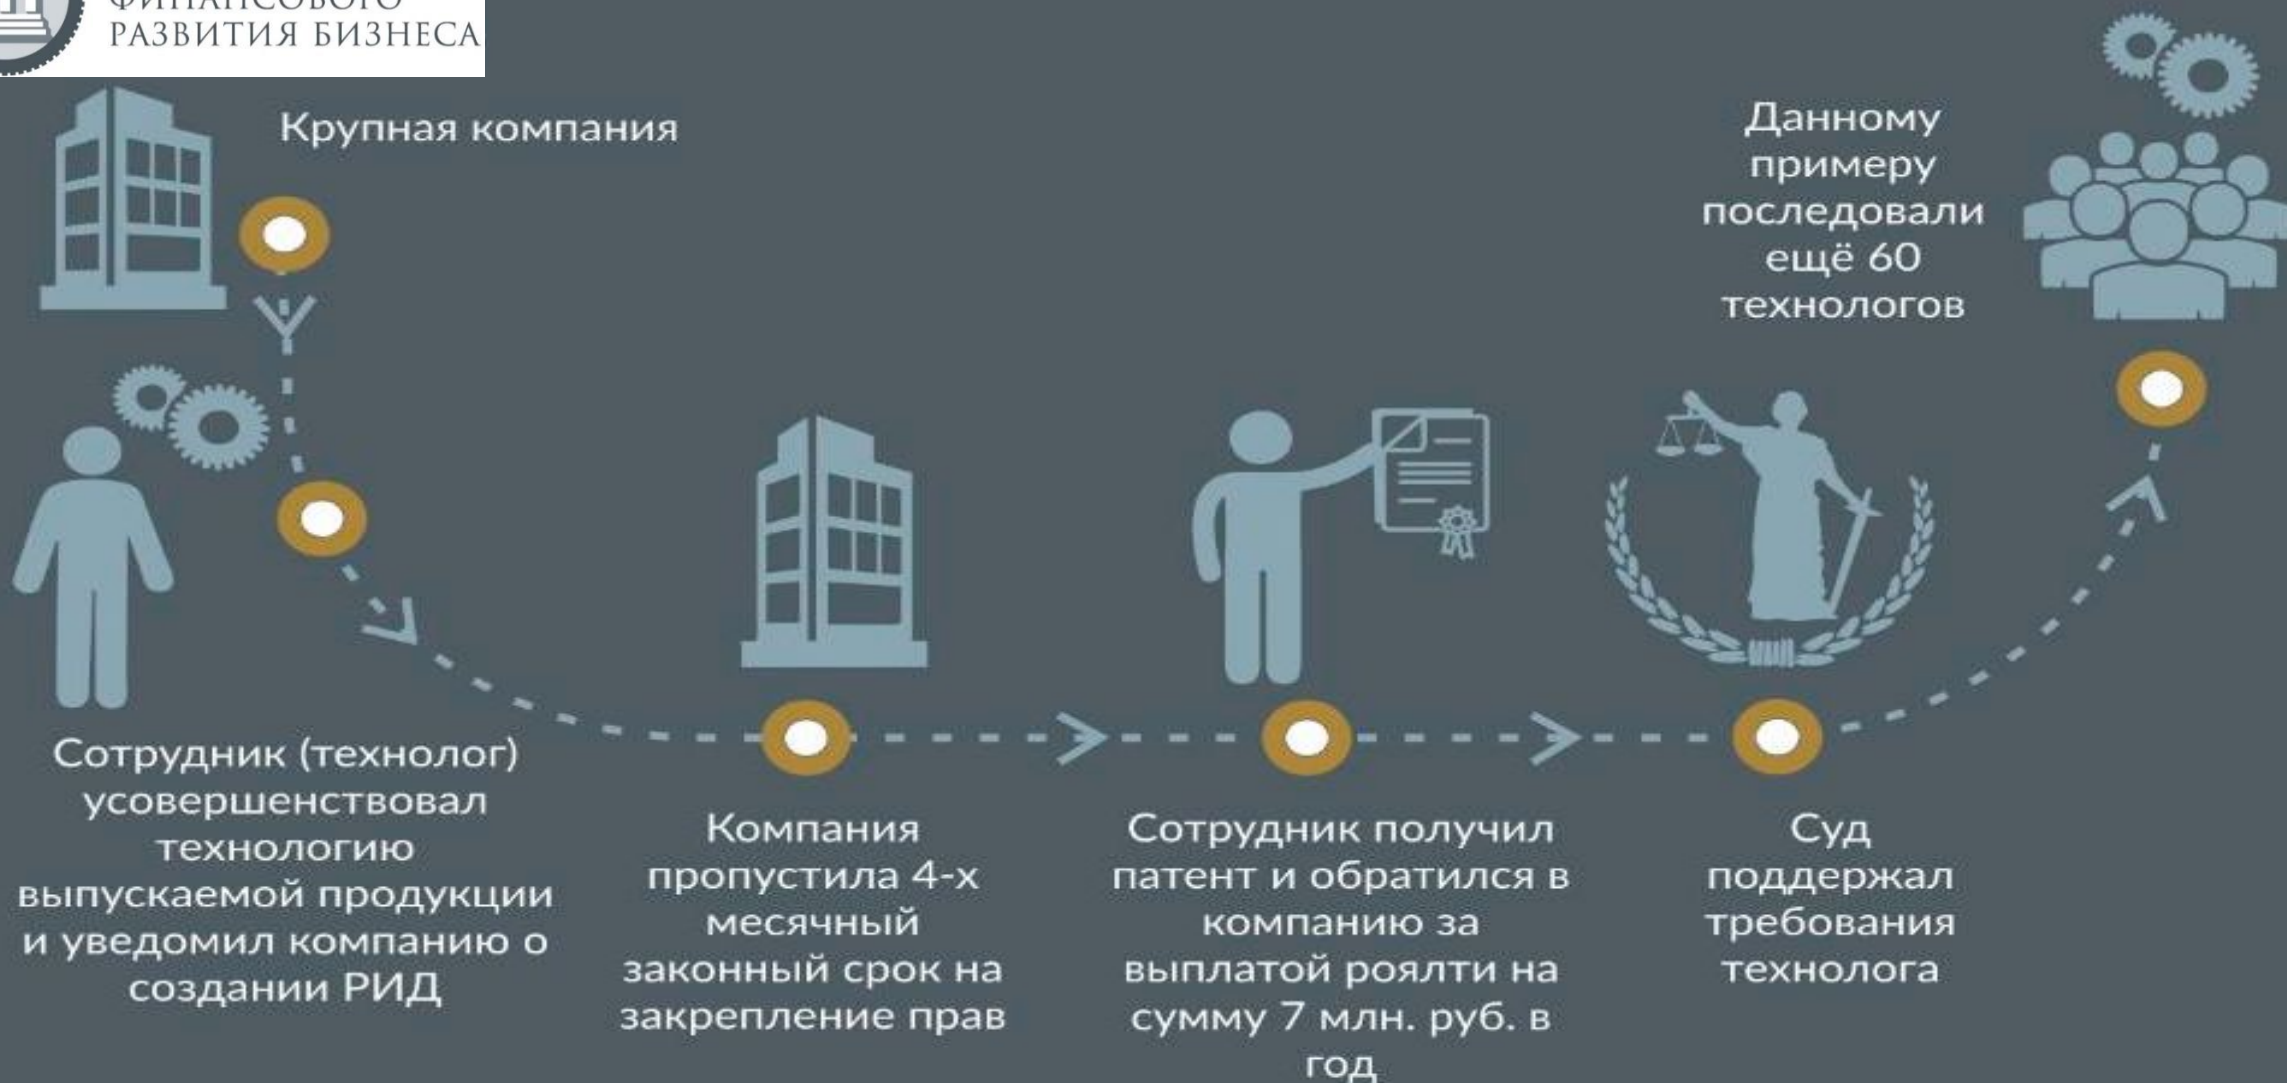 ФИНАНСОВОГО
РАЗВИТИЯ БИЗНЕСА
Крупная компания
Сотрудник (технолог)
усовершенствовал
технологию
выпускаемой продукции
и уведомил компанию о
создании РИД
Компания
пропустила 4-х
месячный
законный срок на
закрепление прав
Сотрудник получил
патент и обратился в
компанию за
выплатой роялти на
сумму 7 млн. руб. в
год
Суд
поддержал
требования
технолога
Данному
примеру
последовали
ещё 60
технологов